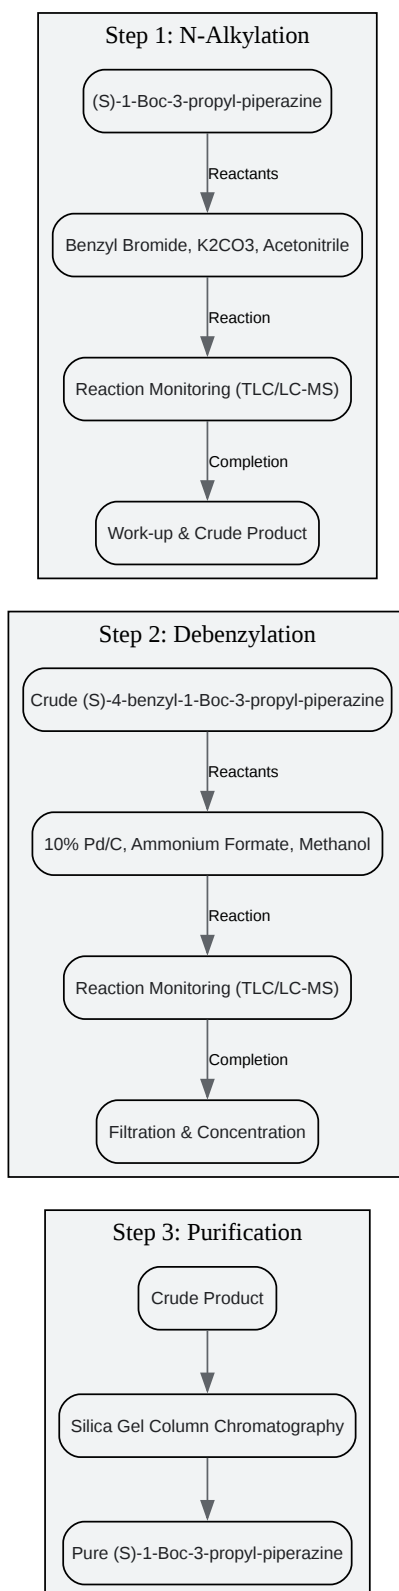 Step 1: N-Alkylation
(S)-1-Boc-3-propyl-piperazine
Reactants
Benzyl Bromide, K2CO3, Acetonitrile
Reaction
Reaction Monitoring (TLC/LC-MS)
Completion
Work-up & Crude Product
Step 2: Debenzylation
Crude (S)-4-benzyl-1-Boc-3-propyl-piperazine
Reactants
10% Pd/C, Ammonium Formate, Methanol
Reaction
Reaction Monitoring (TLC/LC-MS)
Completion
Filtration & Concentration
Step 3: Purification
Crude Product
Silica Gel Column Chromatography
Pure (S)-1-Boc-3-propyl-piperazine